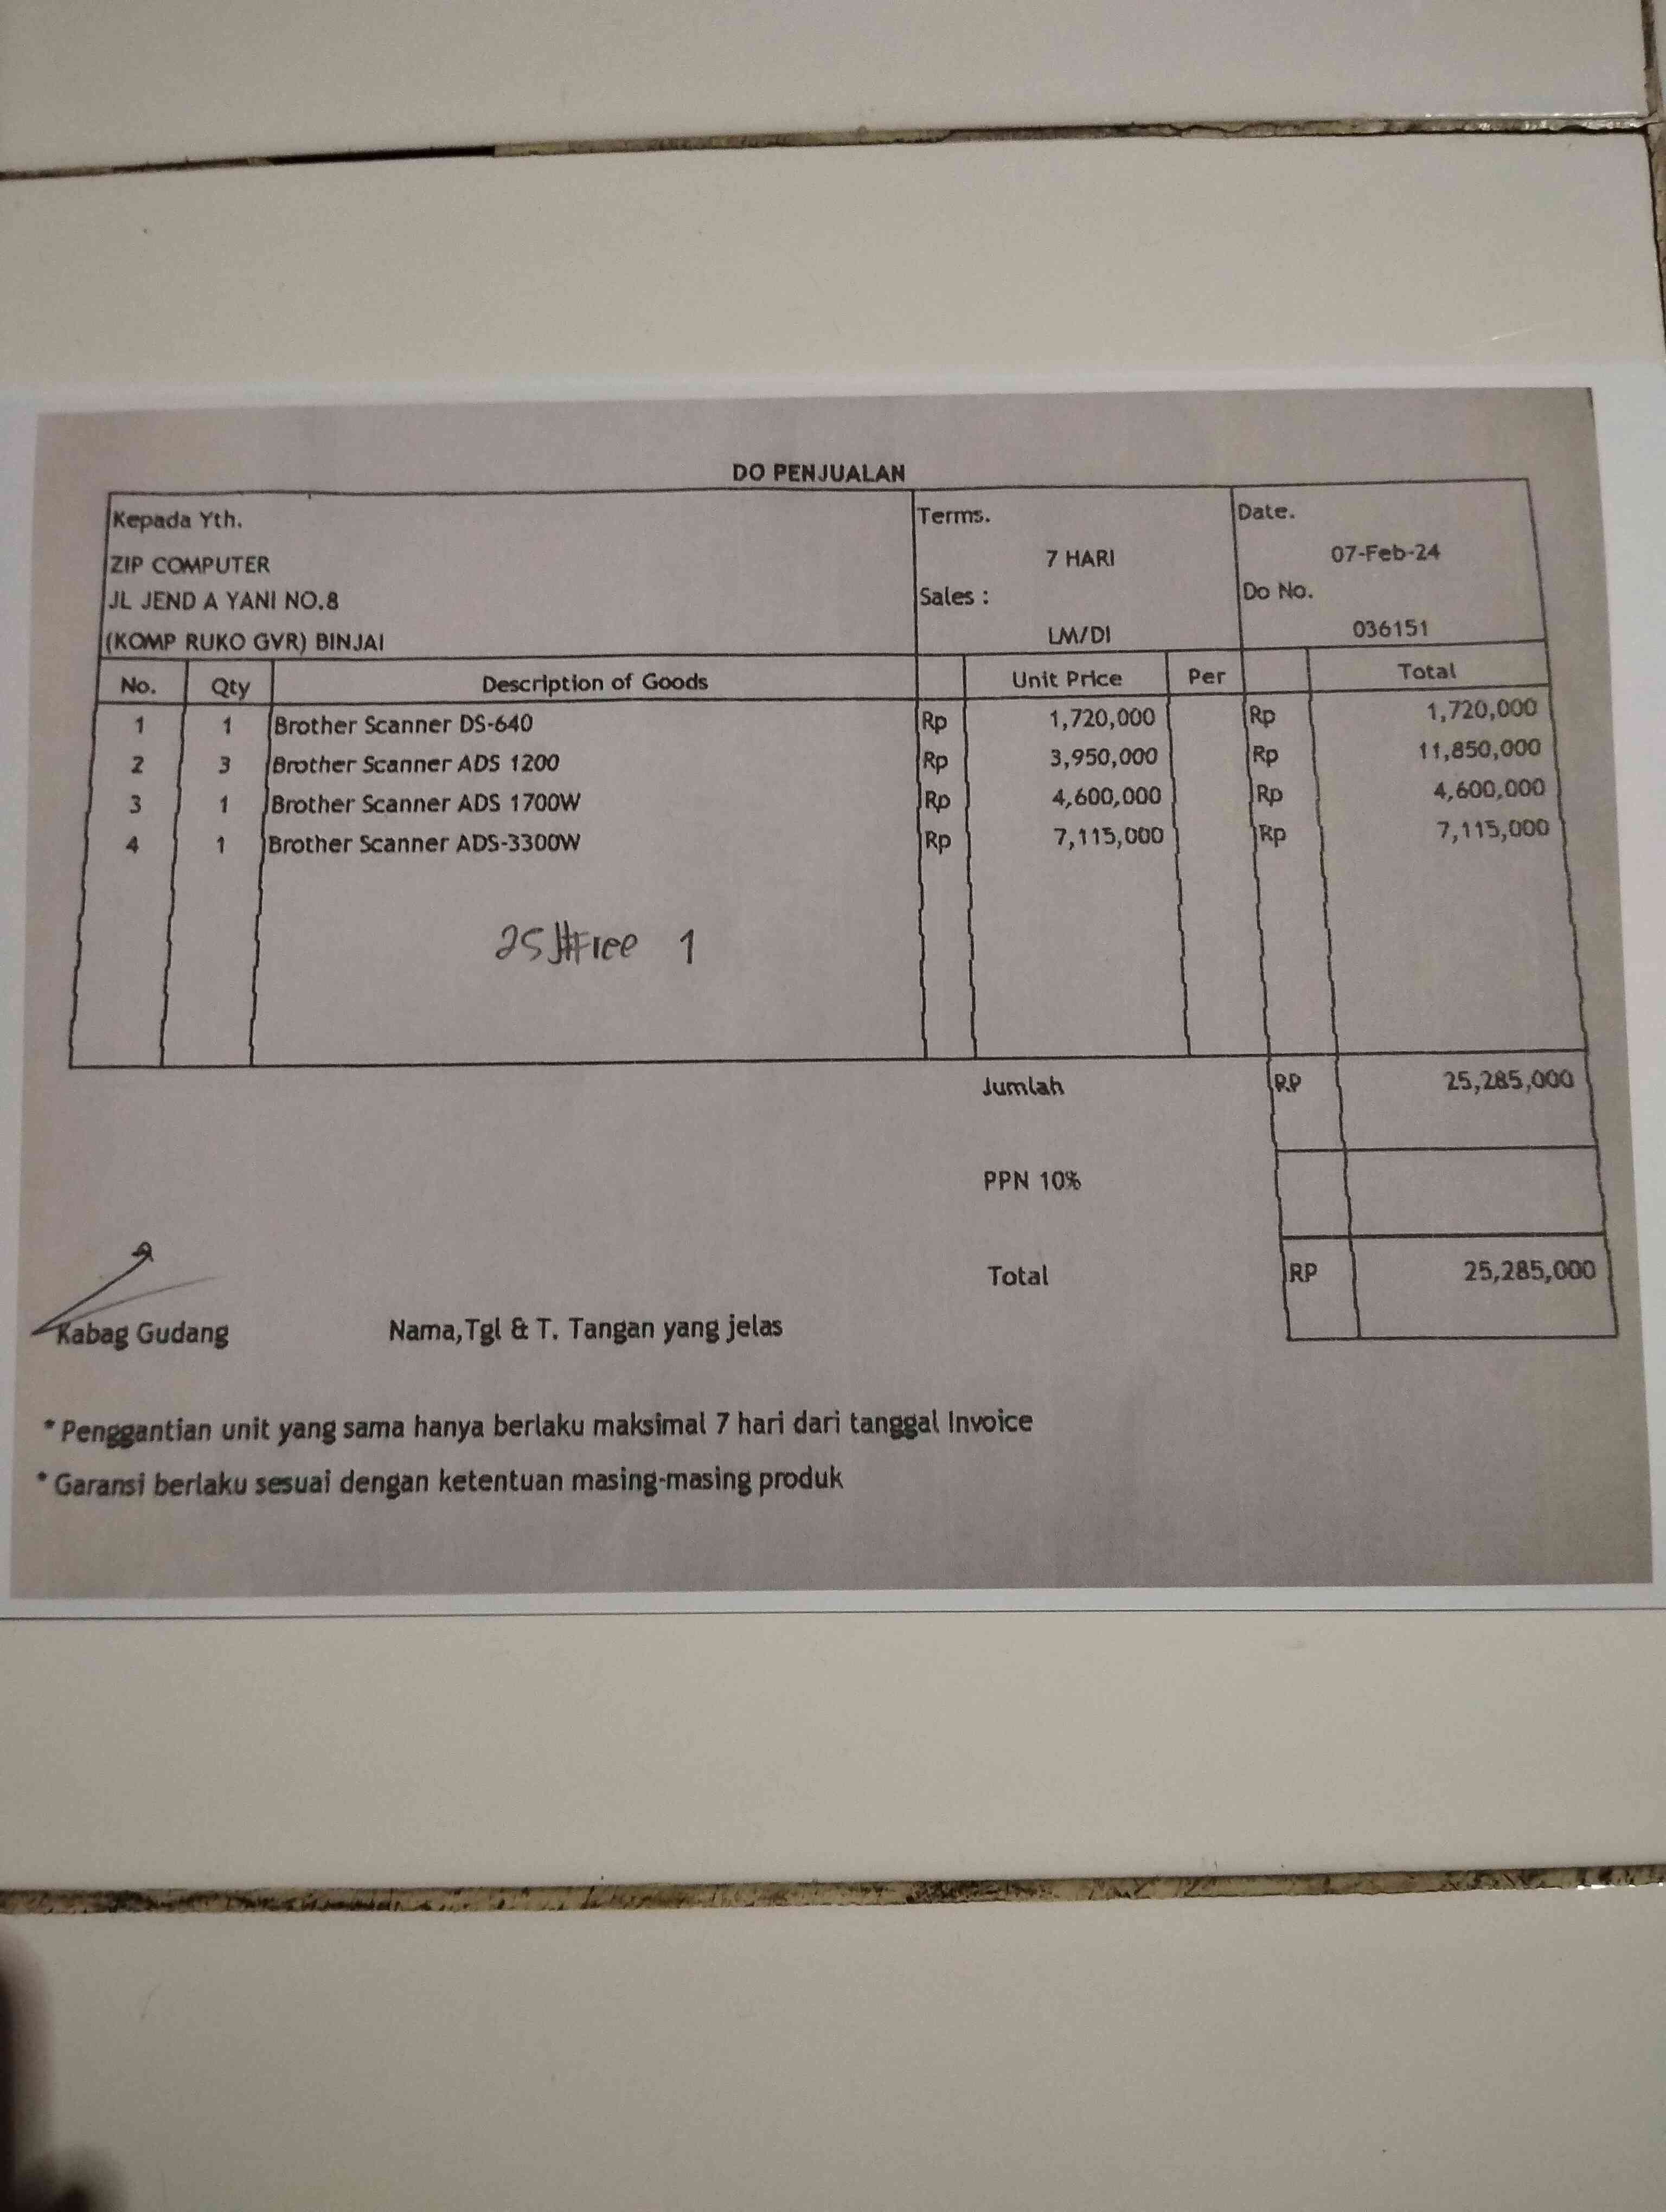 DO PENJUALAN
Kepada Yth.
ZIP COMPUTER
JL JEND A YANI NO.8
(KOMP RUKO GVR) BINJAI
Terms.
7 HARI
Sales :
LM/DI
Date.
07-Feb-24
Do No.
036151
No. Qty Description of Goods Unit Price Per Total
1 1 Brother Scanner DS-640 Rp 1,720,000 Rp 1,720,000
2 3 Brother Scanner ADS 1200 Rp 3,950,000 Rp 11,850,000
3 1 Brother Scanner ADS 1700W Rp 4,600,000 Rp 4,600,000
4 1 Brother Scanner ADS-3300W Rp 7,115,000 Rp 7,115,000
Free 1
Jumlah RP 25,285,000
PPN 10%
Total RP 25,285,000
Kabag Gudang Nama,Tgl & T. Tangan yang jelas
* Penggantian unit yang sama hanya berlaku maksimal 7 hari dari tanggal Invoice
* Garansi berlaku sesuai dengan ketentuan masing-masing produk